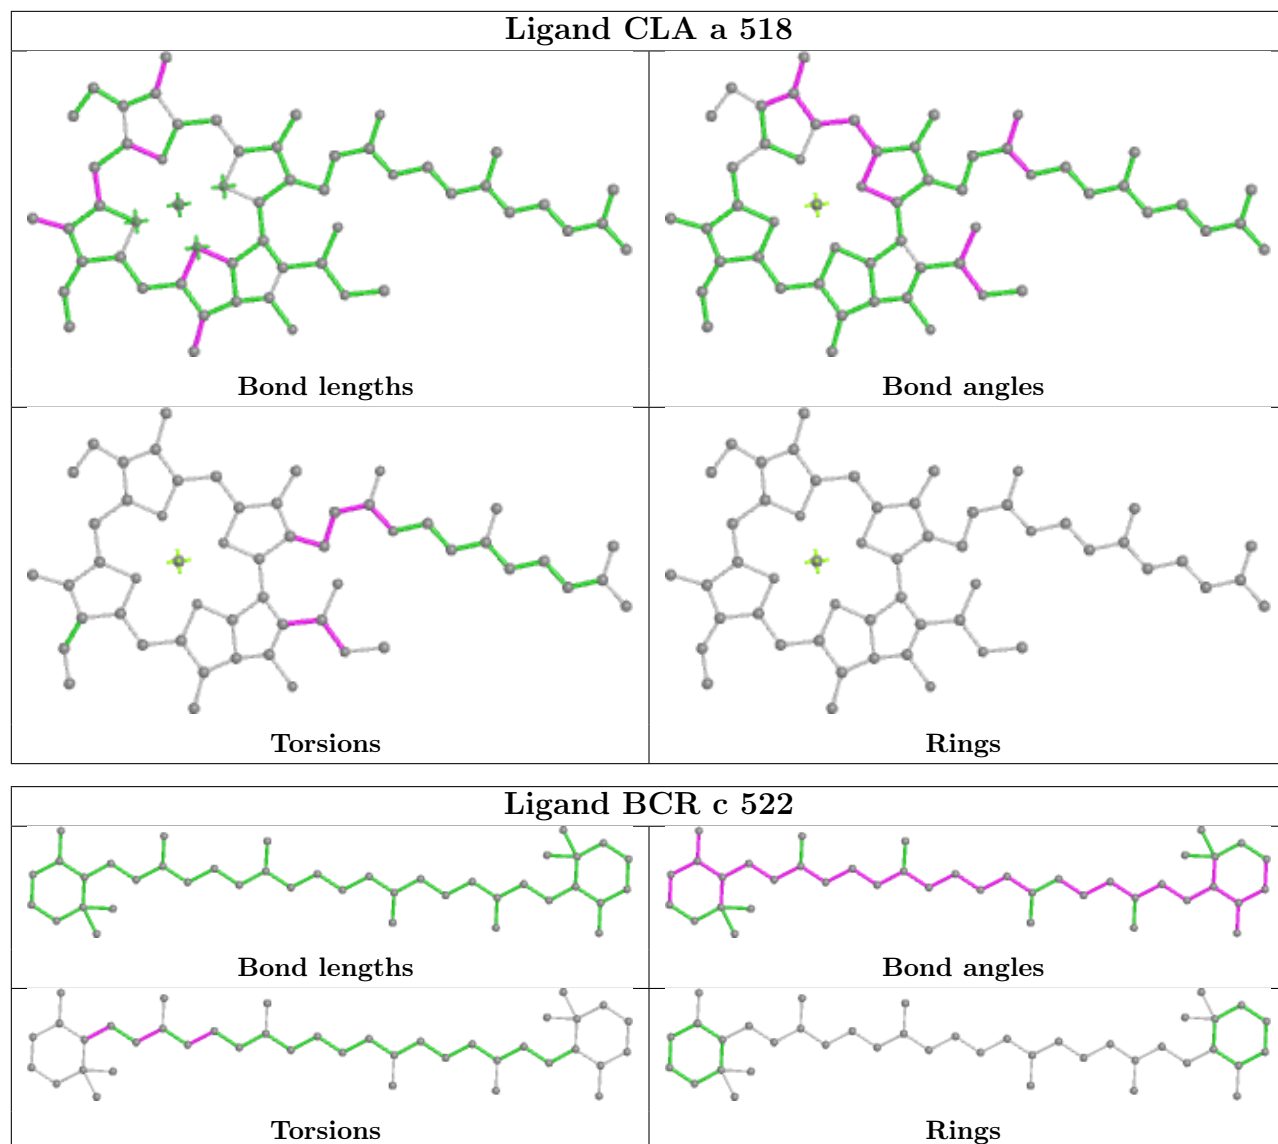 Ligand CLA a 518
Bond lengths
Bond angles
Torsions
Rings
Ligand BCR c 522
Bond lengths
Bond angles
Torsions
Rings